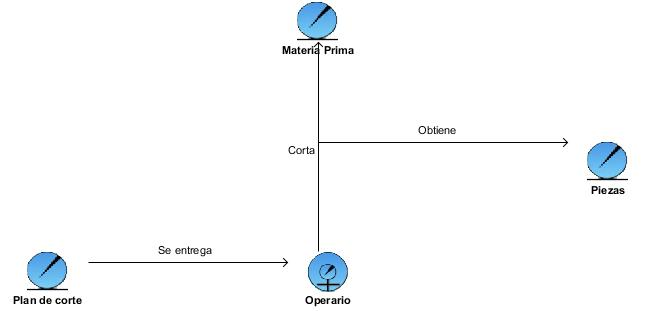 Materia Prima
Obtiene
Corta
Piezas
Se entrega
Plan de corte
Operario